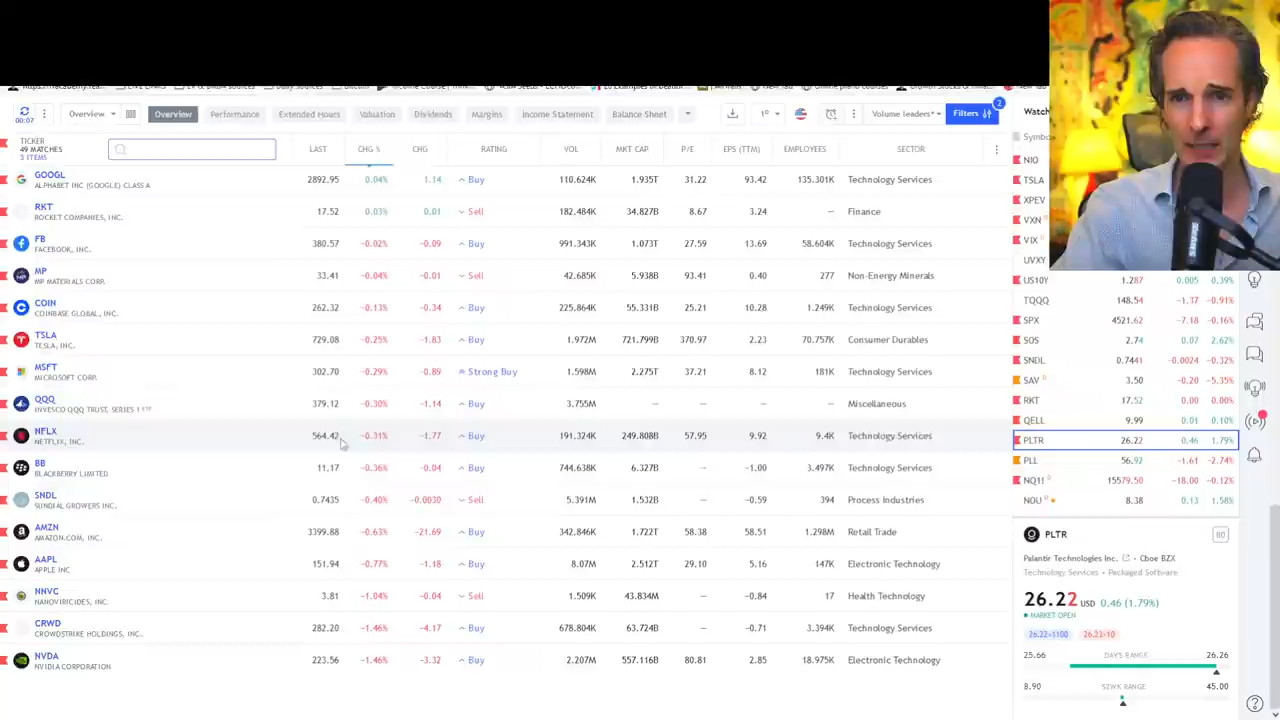 00:07
Overview
Overview Performance Extended Hours Valuation Dividends Margins Income Statement Balance Sheet
1D
Volume leaders*
Filters
2
Watch
TICKER
49 MATCHES
LAST CHG % CHG RATING VOL MKT CAP P/E EPS (TTM) EMPLOYEES SECTOR
GOOGL 2892.95 0.04% 1.14 Buy 110.624K 1.935T 31.22 93.42 135.301K Technology Services
ALPHABET INC (GOOGLE) CLASS A
RKT 17.52 0.03% 0.01 Sell 182.484K 34.827B 8.67 3.24 — Finance
ROCKET COMPANIES, INC.
FB 380.57 -0.02% -0.09 Buy 991.343K 1.073T 27.59 13.69 58.604K Technology Services
FACEBOOK, INC.
MP 33.41 -0.04% -0.01 Sell 42.685K 5.938B 93.41 0.40 277 Non-Energy Minerals
MP MATERIALS CORP.
COIN 262.32 -0.13% -0.34 Buy 225.864K 55.331B 25.21 10.28 1.249K Technology Services
COINBASE GLOBAL, INC.
TSLA 729.08 -0.25% -1.83 Buy 1.972M 721.799B 370.97 2.23 70.757K Consumer Durables
TESLA, INC.
MSFT 302.70 -0.29% -0.89 Strong Buy 1.598M 2.275T 37.21 8.12 181K Technology Services
MICROSOFT CORP.
QQQ 379.12 -0.30% -1.14 Buy 3.755M — — — — Miscellaneous
INVESCO QQQ TRUST, SERIES 1
NFLX 564.42 -0.31% -1.77 Buy 191.324K 249.808B 57.95 9.92 9.4K Technology Services
NETFLIX, INC.
BB 11.17 -0.36% -0.04 Buy 744.638K 6.327B — -1.00 3.497K Technology Services
BLACKBERRY LIMITED
SNDL 0.7435 -0.40% -0.0030 Sell 5.391M 1.532B — -0.59 394 Process Industries
SUNDIAL GROWERS INC.
AMZN 3399.88 -0.63% -21.69 Buy 342.846K 1.722T 58.38 58.51 1.298M Retail Trade
AMAZON.COM, INC.
AAPL 151.94 -0.77% -1.18 Buy 8.07M 2.512T 29.10 5.16 147K Electronic Technology
APPLE INC
NNVC 3.81 -1.04% -0.04 Buy 1.509K 43.834M — -0.84 17 Health Technology
NANOVIRICIDES, INC.
CRWD 282.20 -1.46% -4.17 Buy 678.804K 63.724B — -0.71 3.394K Technology Services
CROWDSTRIKE HOLDINGS, INC.
NVDA 223.56 -1.46% -3.32 Buy 2.207M 557.116B 80.81 2.85 18.975K Electronic Technology
NVIDIA CORPORATION
Symbo
NIO
TSLA
XPEV
VXN D
VIX D
UVXY
US10Y 1.287 0.005 0.39%
TQQQ 148.54 -1.37 -0.91%
SPX 4521.62 -7.18 -0.16%
SOS 2.74 0.07 2.62%
SNDL 0.7441 -0.0024 -0.32%
SAV D 3.50 -0.20 -5.35%
RKT 17.52 0.00 0.00%
QELL 9.99 0.01 0.10%
PLTR 26.22 0.46 1.79%
PLL 56.92 -1.61 -2.74%
NQ1! D 15579.50 -18.00 -0.12%
NOU D 8.38 0.13 1.58%
PLTR
Palantir Technologies Inc. • Cboe BZX
Technology Services • Packaged Software
26.22 USD 0.46 (1.79%)
MARKET OPEN
26.22×1100 26.22×10
25.66 DAY'S RANGE 26.26
8.90 52WK RANGE 45.00